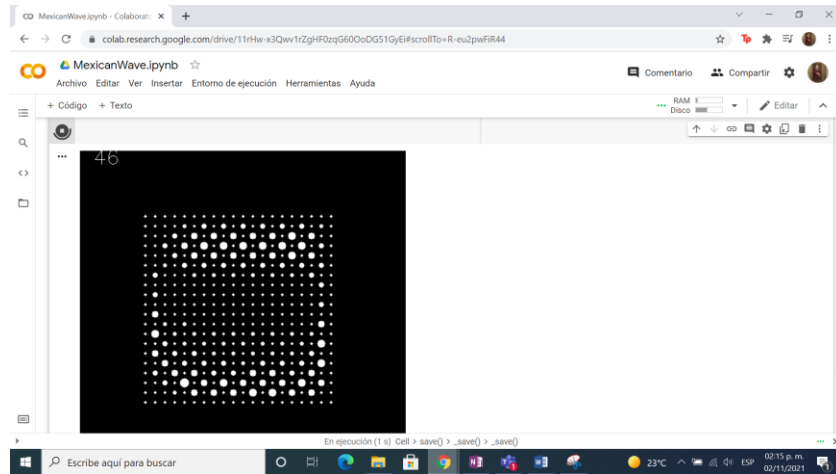 MexicanWave.ipynb - Colaborato
colab.research.google.com/drive/11rHw-x3Qwv1rZgHF0zqG60OoDG51GyEi#scrollTo=R-eu2pwFiR44
Tp
CO MexicanWave.ipynb
Comentario Compartir
Archivo Editar Ver Insertar Entorno de ejecución Herramientas Ayuda
+ Código + Texto
RAM
Disco
Editar
46
En ejecución (1 s) Cell > save() > _save() > _save()
Escribe aquí para buscar
23°C
ESP
02:15 p. m.
02/11/2021